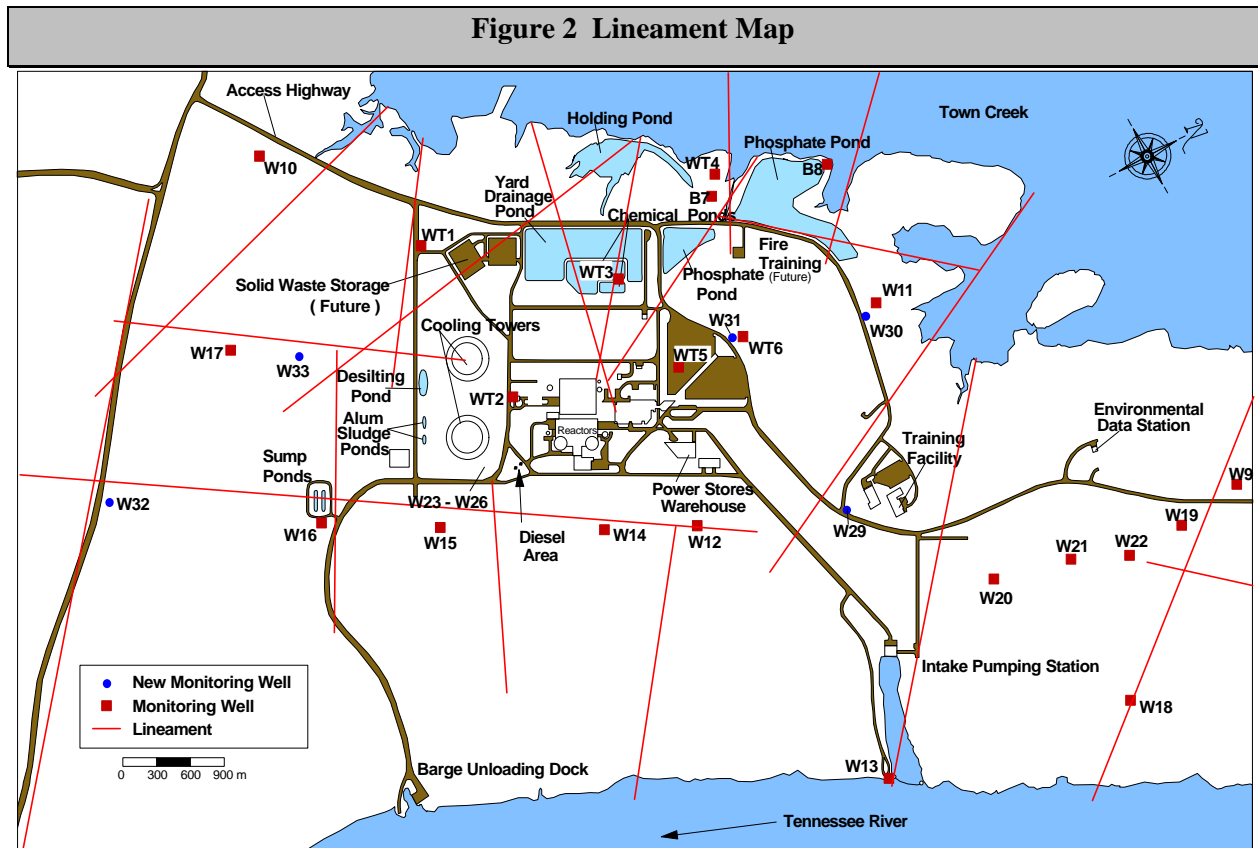 Figure 2 Lineament Map
Access Highway
Holding Pond
Town Creek
N
W10
WT4
Phosphate Pond
B8
Yard
Drainage
Pond
B7
Chemical Ponds
WT1
Fire
Training
(Future)
WT3
Phosphate
Pond
Solid Waste Storage
( Future )
W11
W30
W31
WT6
Cooling Towers
W17
W33
WT5
Desilting
Pond
WT2
Alum
Sludge
Ponds
Reactors
Environmental
Data Station
Training
Facility
Sump
Ponds
W9
Power Stores
Warehouse
W23 - W26
W32
W16
W15
Diesel
Area
W14
W12
W29
W19
W21
W22
W20
Intake Pumping Station
New Monitoring Well
Monitoring Well
Lineament
W18
0 300 600 900 m
W13
Barge Unloading Dock
Tennessee River